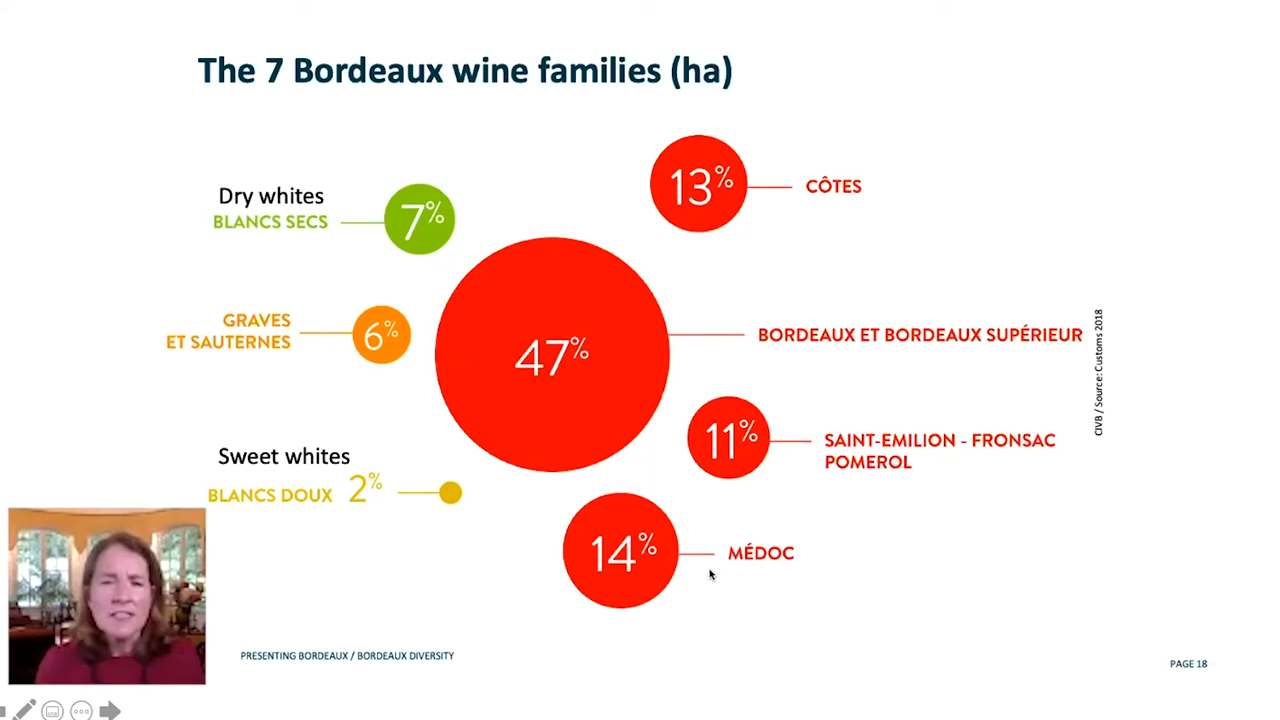 The 7 Bordeaux wine families (ha)
13%
CÔTES
Dry whites
BLANCS SECS
7%
GRAVES
ET SAUTERNES
6%
47%
BORDEAUX ET BORDEAUX SUPÉRIEUR
11%
SAINT-EMILION - FRONSAC
POMEROL
Sweet whites
BLANCS DOUX 2%
14%
MÉDOC
CIVB / Source: Customs 2018
PRESENTING BORDEAUX / BORDEAUX DIVERSITY
PAGE 18